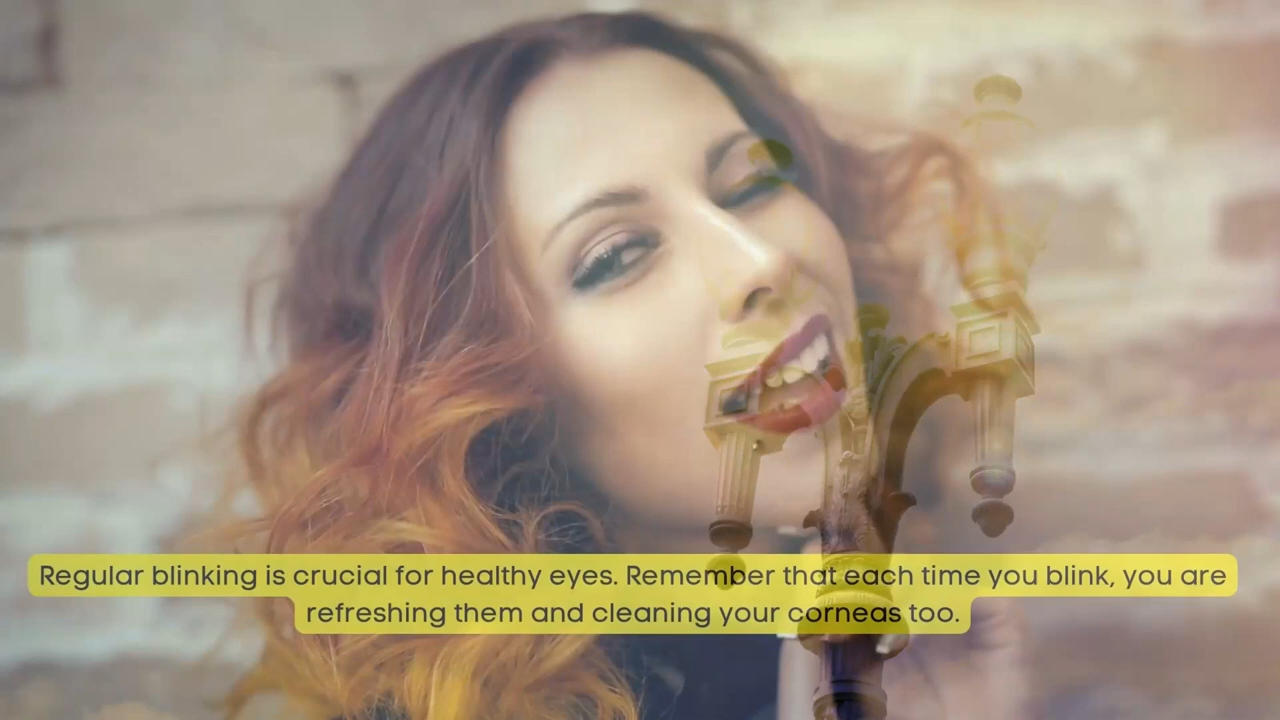 Regular blinking is crucial for healthy eyes. Remember that each time you blink, you are
refreshing them and cleaning your corneas too.